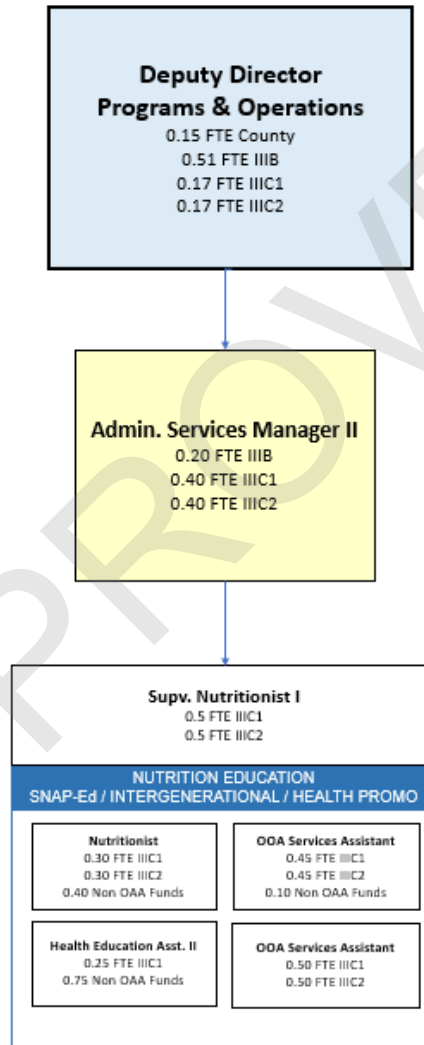 Deputy Director
Programs & Operations
0.15 FTE County
0.51 FTE IIIB
0.17 FTE IIIC1
0.17 FTE IIIC2
Admin. Services Manager II
0.20 FTE IIIB
0.40 FTE IIIC1
0.40 FTE IIIC2
Supv. Nutritionist I
0.5 FTE IIIC1
0.5 FTE IIIC2
NUTRITION EDUCATION
SNAP-Ed / INTERGENERATIONAL / HEALTH PROMO
Nutritionist
0.30 FTE IIIC1
0.30 FTE IIIC2
0.40 Non OAA Funds
OOA Services Assistant
0.45 FTE IIIC1
0.45 FTE IIIC2
0.10 Non OAA Funds
Health Education Asst. II
0.25 FTE IIIC1
0.75 Non OAA Funds
OOA Services Assistant
0.50 FTE IIIC1
0.50 FTE IIIC2
PROVE